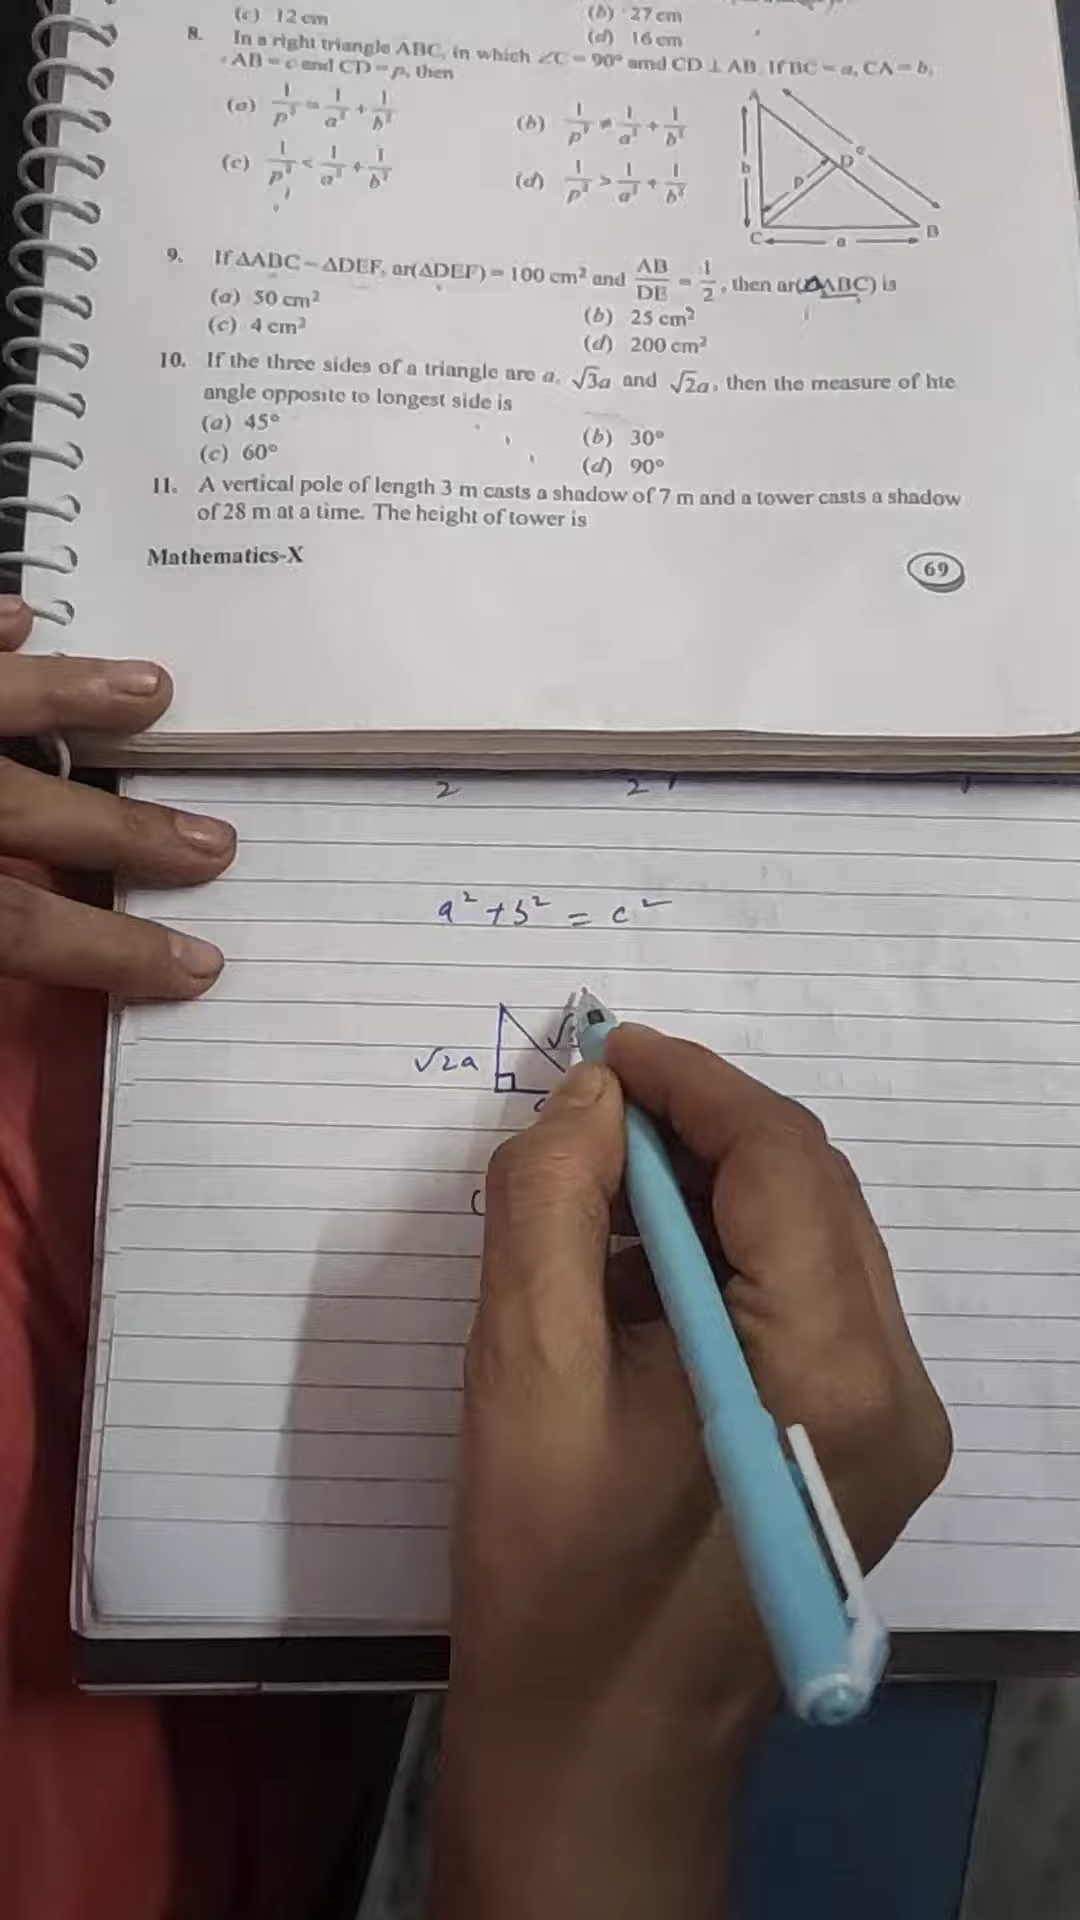 (c) 12 cm
(b) 27 cm
(d) 16 cm
8. In a right triangle ABC, in which ∠C = 90° amd CD ⊥ AB. If BC = a, CA = b,
AB = c and CD = p, then
(a) 1/p² = 1/a² + 1/b²
(b) 1/p² ≠ 1/a² + 1/b²
(c) 1/p² < 1/a² + 1/b²
(d) 1/p² > 1/a² + 1/b²
A
b
c
D
p
C
a
B
9. If ΔABC ~ ΔDEF, ar(ΔDEF) = 100 cm² and AB/DE = 1/2, then ar(ΔABC) is
(a) 50 cm²
(b) 25 cm²
(c) 4 cm²
(d) 200 cm²
10. If the three sides of a triangle are a, √3a and √2a, then the measure of hte
angle opposite to longest side is
(a) 45°
(b) 30°
(c) 60°
(d) 90°
11. A vertical pole of length 3 m casts a shadow of 7 m and a tower casts a shadow
of 28 m at a time. The height of tower is
Mathematics-X
69
2 2
a² + b² = c²
√2a